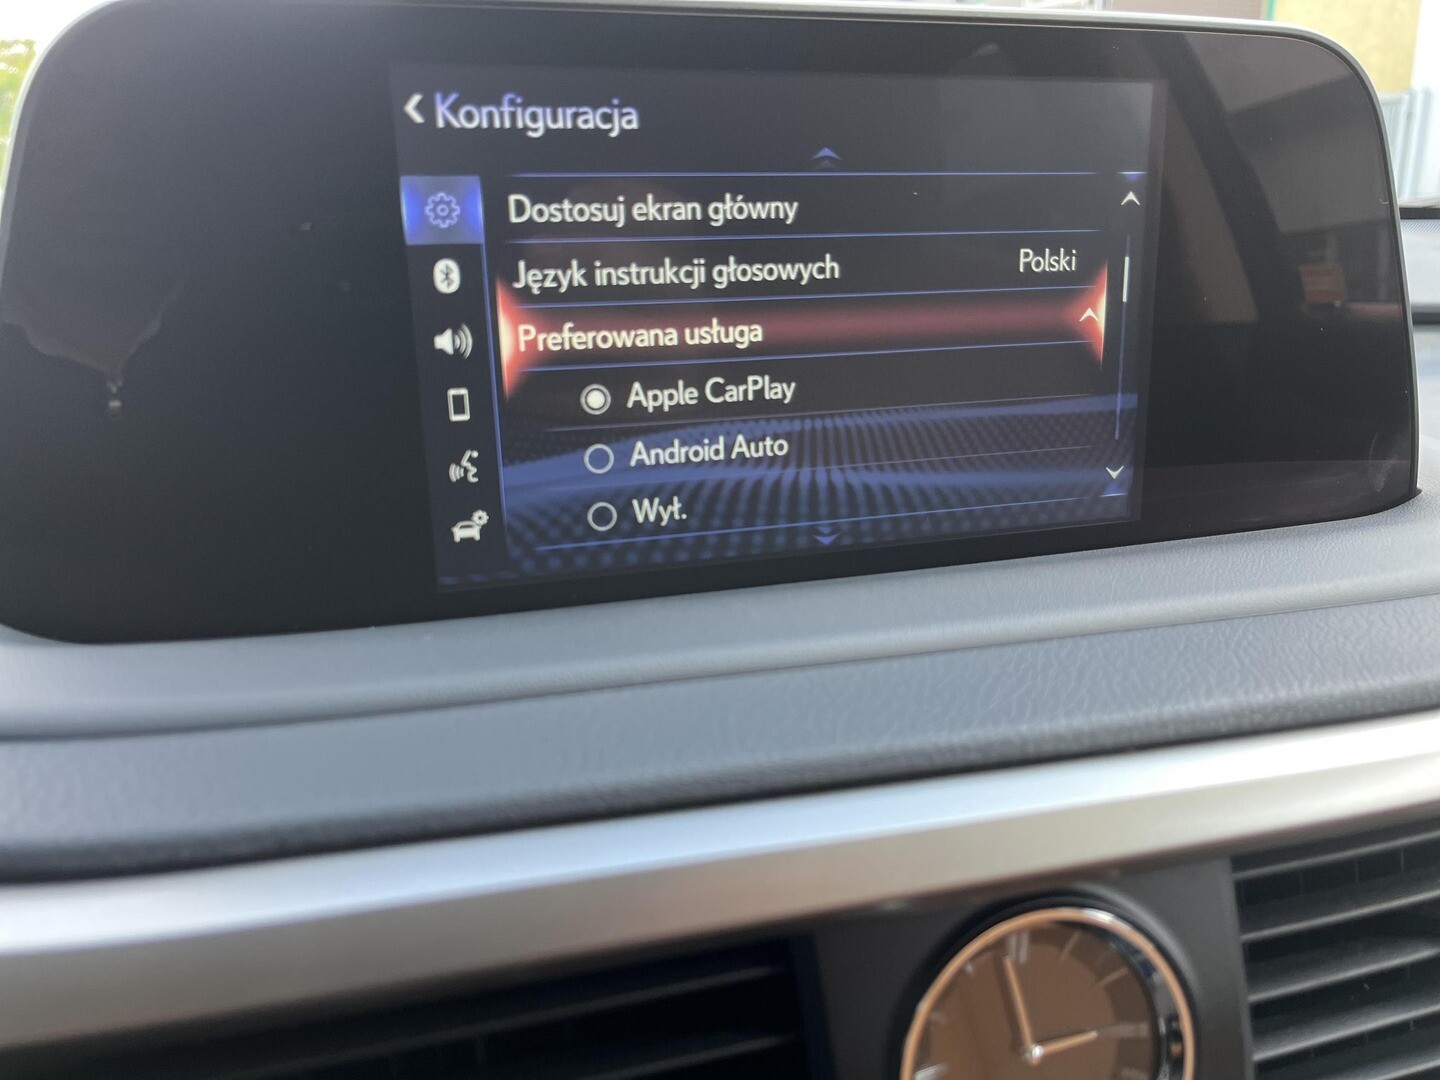 Konfiguracja
Dostosuj ekran główny
Język instrukcji głosowych Polski
Preferowana usługa
Apple CarPlay
Android Auto
Wył.